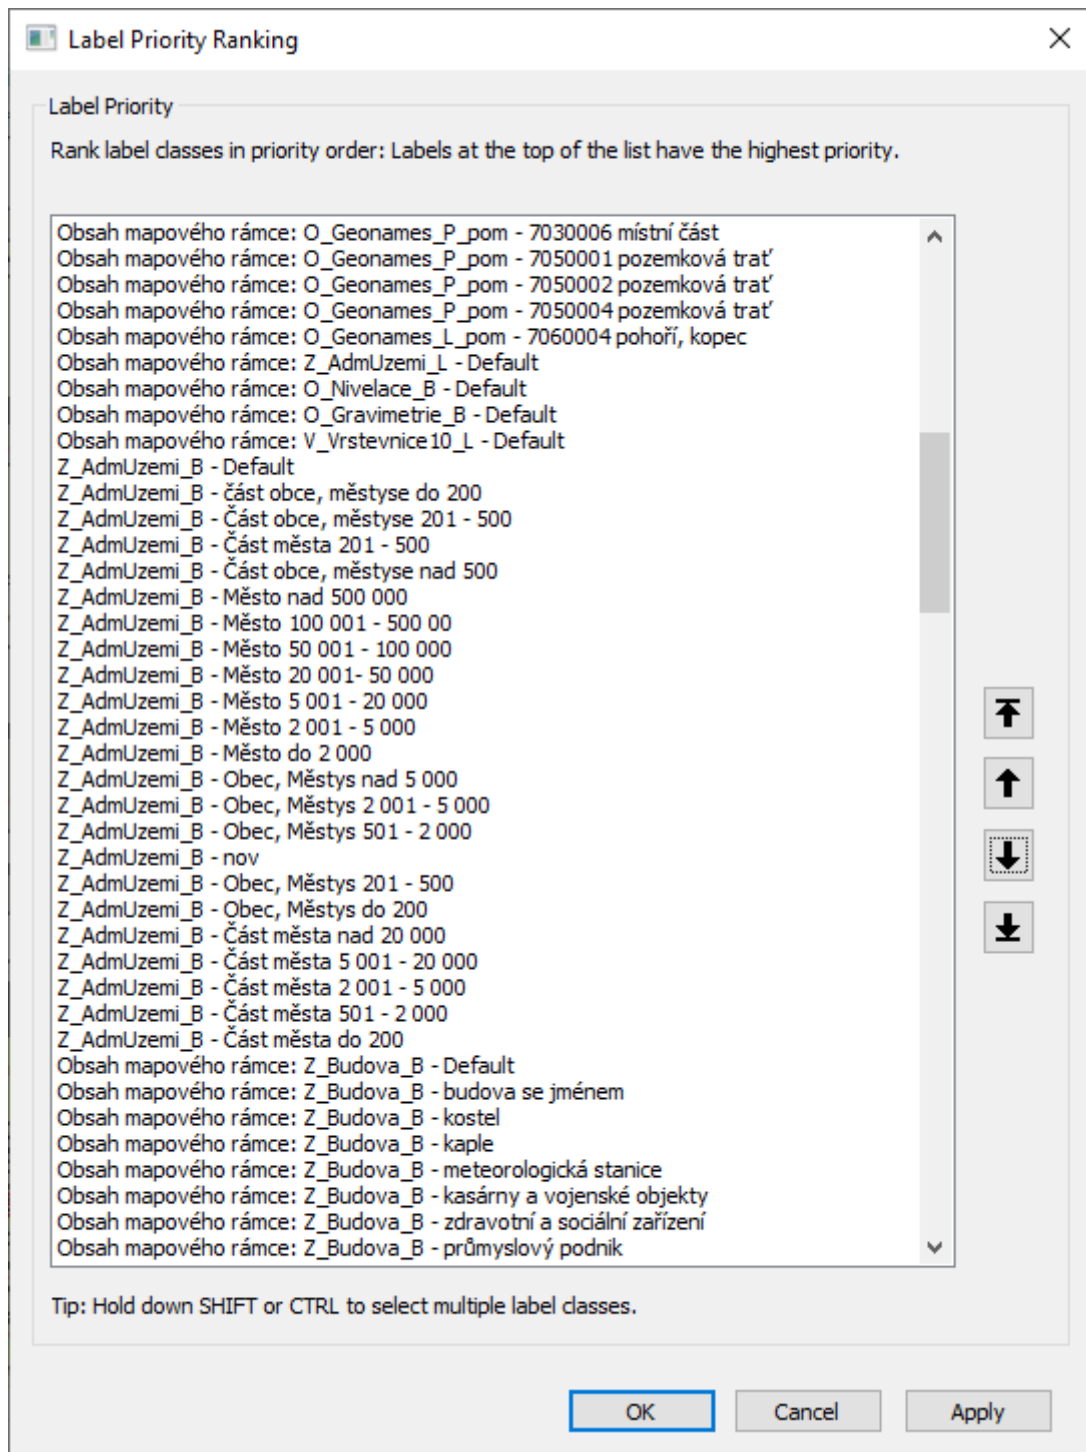 Label Priority Ranking
Label Priority
Rank label classes in priority order: Labels at the top of the list have the highest priority.
Obsah mapového rámce: O_Geonames_P_pom - 7030006 místní část
Obsah mapového rámce: O_Geonames_P_pom - 7050001 pozemková trať
Obsah mapového rámce: O_Geonames_P_pom - 7050002 pozemková trať
Obsah mapového rámce: O_Geonames_P_pom - 7050004 pozemková trať
Obsah mapového rámce: O_Geonames_L_pom - 7060004 pohoří, kopec
Obsah mapového rámce: Z_AdmUzemi_L - Default
Obsah mapového rámce: O_Nivelace_B - Default
Obsah mapového rámce: O_Gravimetrie_B - Default
Obsah mapového rámce: V_Vrstevnice10_L - Default
Z_AdmUzemi_B - Default
Z_AdmUzemi_B - část obce, městyse do 200
Z_AdmUzemi_B - Část obce, městyse 201 - 500
Z_AdmUzemi_B - Část města 201 - 500
Z_AdmUzemi_B - Část obce, městyse nad 500
Z_AdmUzemi_B - Město nad 500 000
Z_AdmUzemi_B - Město 100 001 - 500 00
Z_AdmUzemi_B - Město 50 001 - 100 000
Z_AdmUzemi_B - Město 20 001- 50 000
Z_AdmUzemi_B - Město 5 001 - 20 000
Z_AdmUzemi_B - Město 2 001 - 5 000
Z_AdmUzemi_B - Město do 2 000
Z_AdmUzemi_B - Obec, Městys nad 5 000
Z_AdmUzemi_B - Obec, Městys 2 001 - 5 000
Z_AdmUzemi_B - Obec, Městys 501 - 2 000
Z_AdmUzemi_B - nov
Z_AdmUzemi_B - Obec, Městys 201 - 500
Z_AdmUzemi_B - Obec, Městys do 200
Z_AdmUzemi_B - Část města nad 20 000
Z_AdmUzemi_B - Část města 5 001 - 20 000
Z_AdmUzemi_B - Část města 2 001 - 5 000
Z_AdmUzemi_B - Část města 501 - 2 000
Z_AdmUzemi_B - Část města do 200
Obsah mapového rámce: Z_Budova_B - Default
Obsah mapového rámce: Z_Budova_B - budova se jménem
Obsah mapového rámce: Z_Budova_B - kostel
Obsah mapového rámce: Z_Budova_B - kaple
Obsah mapového rámce: Z_Budova_B - meteorologická stanice
Obsah mapového rámce: Z_Budova_B - kasárny a vojenské objekty
Obsah mapového rámce: Z_Budova_B - zdravotní a sociální zařízení
Obsah mapového rámce: Z_Budova_B - průmyslový podnik
Tip: Hold down SHIFT or CTRL to select multiple label classes.
OK Cancel Apply